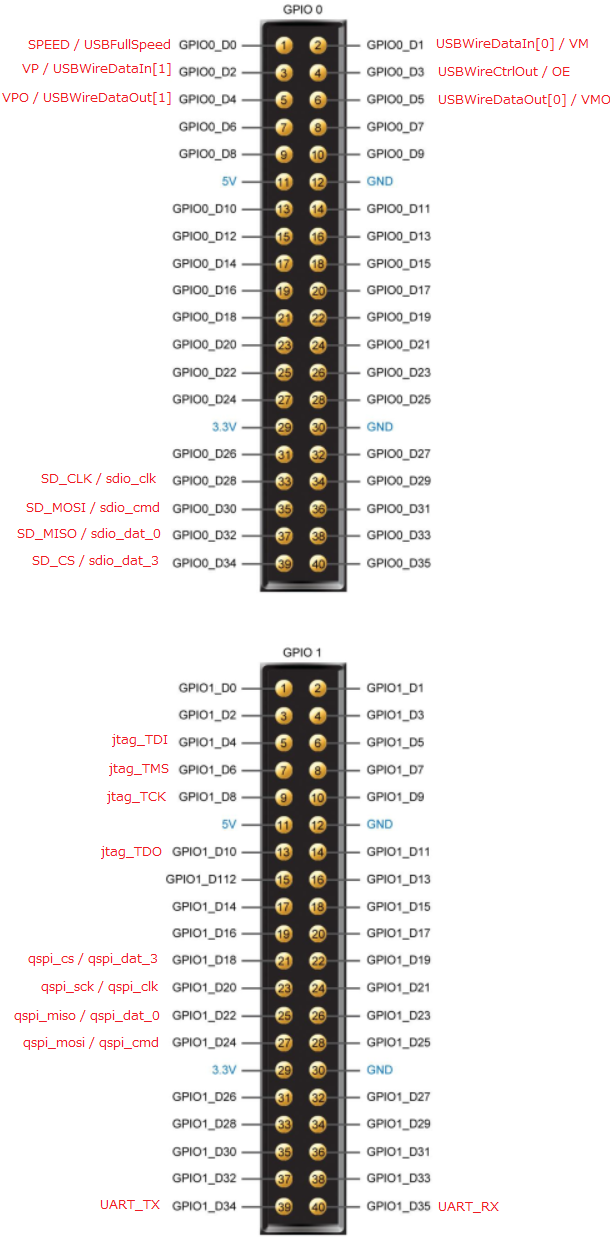 GPIO 0
SPEED / USBFullSpeed GPIO0_D0 1 2 GPIO0_D1 USBWireDataIn[0] / VM
VP / USBWireDataIn[1] GPIO0_D2 3 4 GPIO0_D3 USBWireCtrlOut / OE
VPO / USBWireDataOut[1] GPIO0_D4 5 6 GPIO0_D5 USBWireDataOut[0] / VMO
GPIO0_D6 7 8 GPIO0_D7
GPIO0_D8 9 10 GPIO0_D9
5V 11 12 GND
GPIO0_D10 13 14 GPIO0_D11
GPIO0_D12 15 16 GPIO0_D13
GPIO0_D14 17 18 GPIO0_D15
GPIO0_D16 19 20 GPIO0_D17
GPIO0_D18 21 22 GPIO0_D19
GPIO0_D20 23 24 GPIO0_D21
GPIO0_D22 25 26 GPIO0_D23
GPIO0_D24 27 28 GPIO0_D25
3.3V 29 30 GND
GPIO0_D26 31 32 GPIO0_D27
SD_CLK / sdio_clk GPIO0_D28 33 34 GPIO0_D29
SD_MOSI / sdio_cmd GPIO0_D30 35 36 GPIO0_D31
SD_MISO / sdio_dat_0 GPIO0_D32 37 38 GPIO0_D33
SD_CS / sdio_dat_3 GPIO0_D34 39 40 GPIO0_D35
GPIO 1
GPIO1_D0 1 2 GPIO1_D1
GPIO1_D2 3 4 GPIO1_D3
jtag_TDI GPIO1_D4 5 6 GPIO1_D5
jtag_TMS GPIO1_D6 7 8 GPIO1_D7
jtag_TCK GPIO1_D8 9 10 GPIO1_D9
5V 11 12 GND
jtag_TDO GPIO1_D10 13 14 GPIO1_D11
GPIO1_D112 15 16 GPIO1_D13
GPIO1_D14 17 18 GPIO1_D15
GPIO1_D16 19 20 GPIO1_D17
qspi_cs / qspi_dat_3 GPIO1_D18 21 22 GPIO1_D19
qspi_sck / qspi_clk GPIO1_D20 23 24 GPIO1_D21
qspi_miso / qspi_dat_0 GPIO1_D22 25 26 GPIO1_D23
qspi_mosi / qspi_cmd GPIO1_D24 27 28 GPIO1_D25
3.3V 29 30 GND
GPIO1_D26 31 32 GPIO1_D27
GPIO1_D28 33 34 GPIO1_D29
GPIO1_D30 35 36 GPIO1_D31
GPIO1_D32 37 38 GPIO1_D33
UART_TX GPIO1_D34 39 40 GPIO1_D35 UART_RX